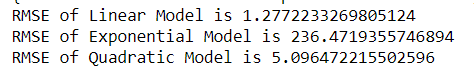 RMSE of Linear Model is 1.2772233269805124
RMSE of Exponential Model is 236.4719355746894
RMSE of Quadratic Model is 5.096472215502596